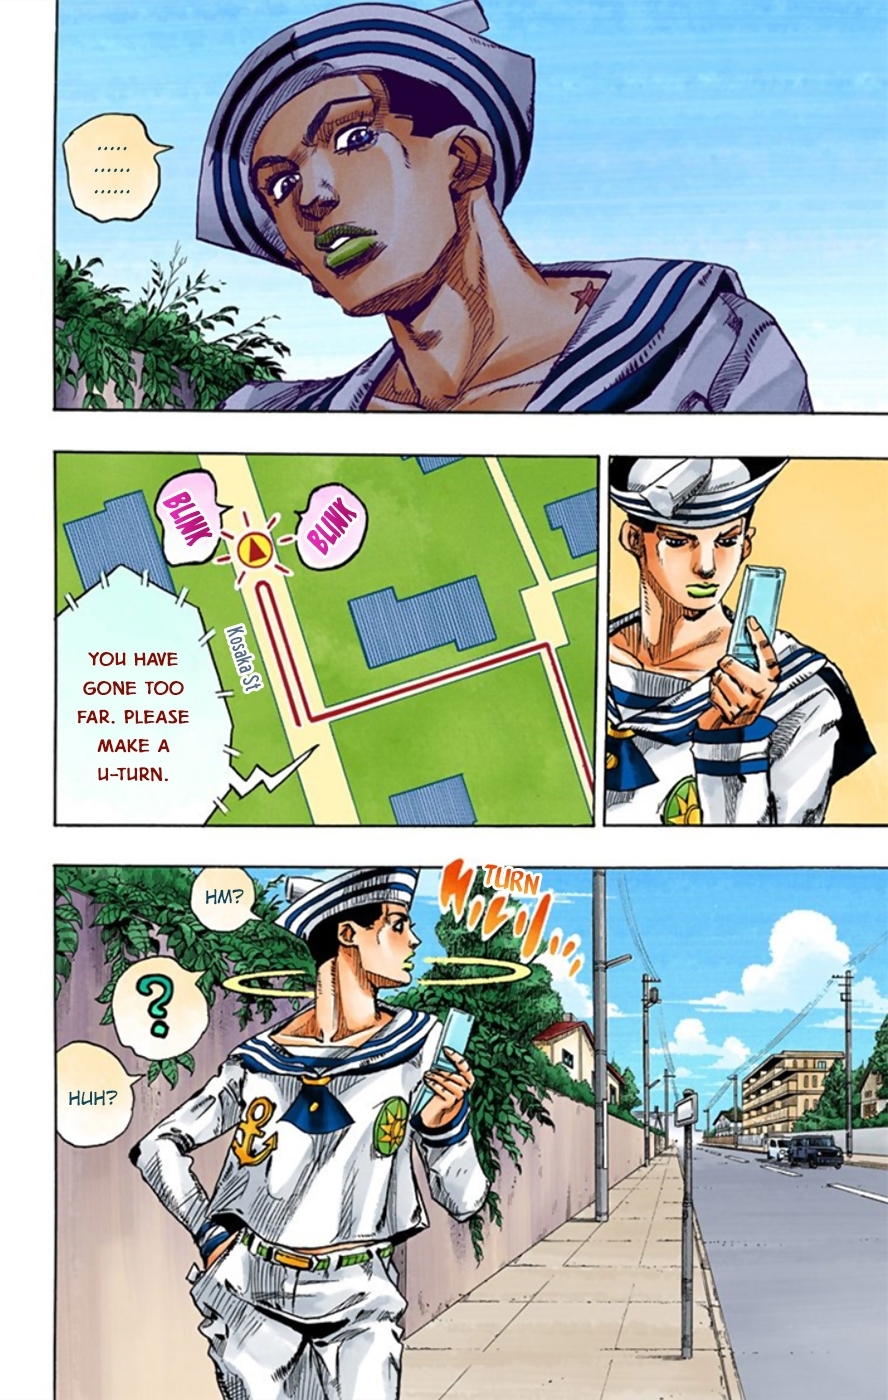 .....
......
......
BLINK
BLINK
YOU HAVE
GONE TOO
FAR. PLEASE
MAKE A
U-TURN.
Kosaka St
TURN
HM?
?
HUH?